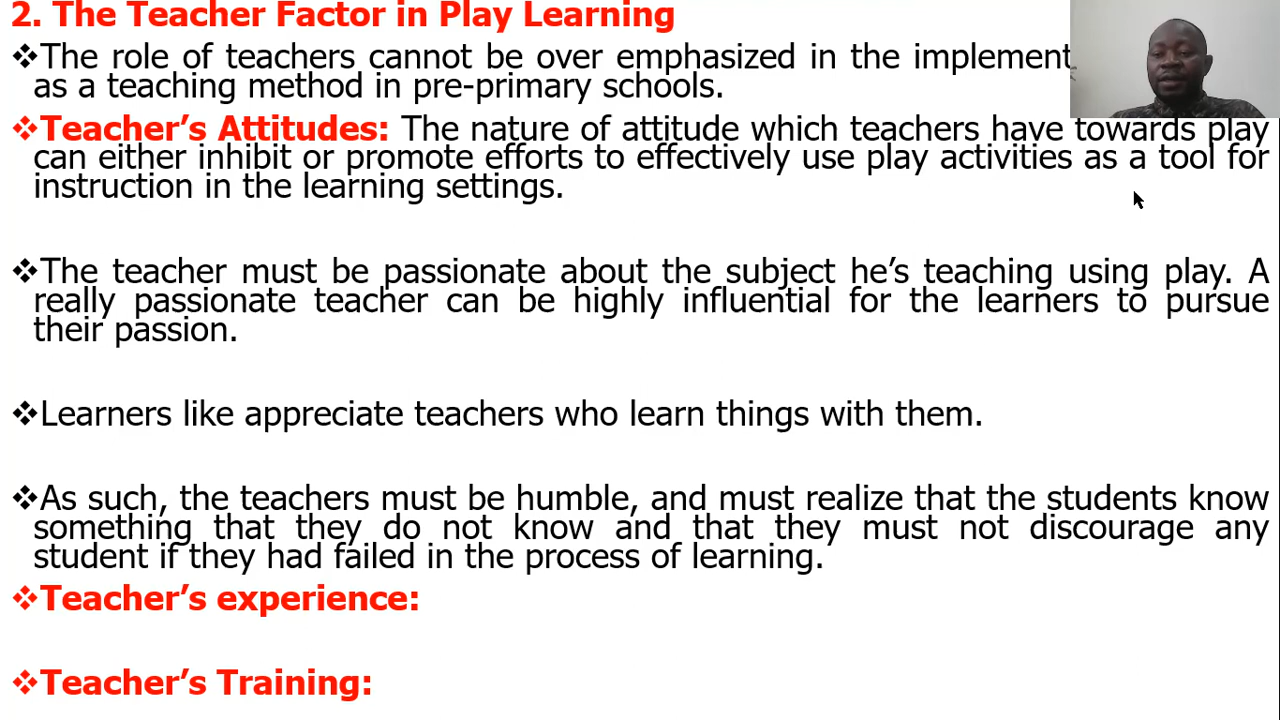 2. The Teacher Factor in Play Learning
❖The role of teachers cannot be over emphasized in the implement
as a teaching method in pre-primary schools.
❖Teacher’s Attitudes: The nature of attitude which teachers have towards play
can either inhibit or promote efforts to effectively use play activities as a tool for
instruction in the learning settings.
❖The teacher must be passionate about the subject he’s teaching using play. A
really passionate teacher can be highly influential for the learners to pursue
their passion.
❖Learners like appreciate teachers who learn things with them.
❖As such, the teachers must be humble, and must realize that the students know
something that they do not know and that they must not discourage any
student if they had failed in the process of learning.
❖Teacher’s experience:
❖Teacher’s Training: